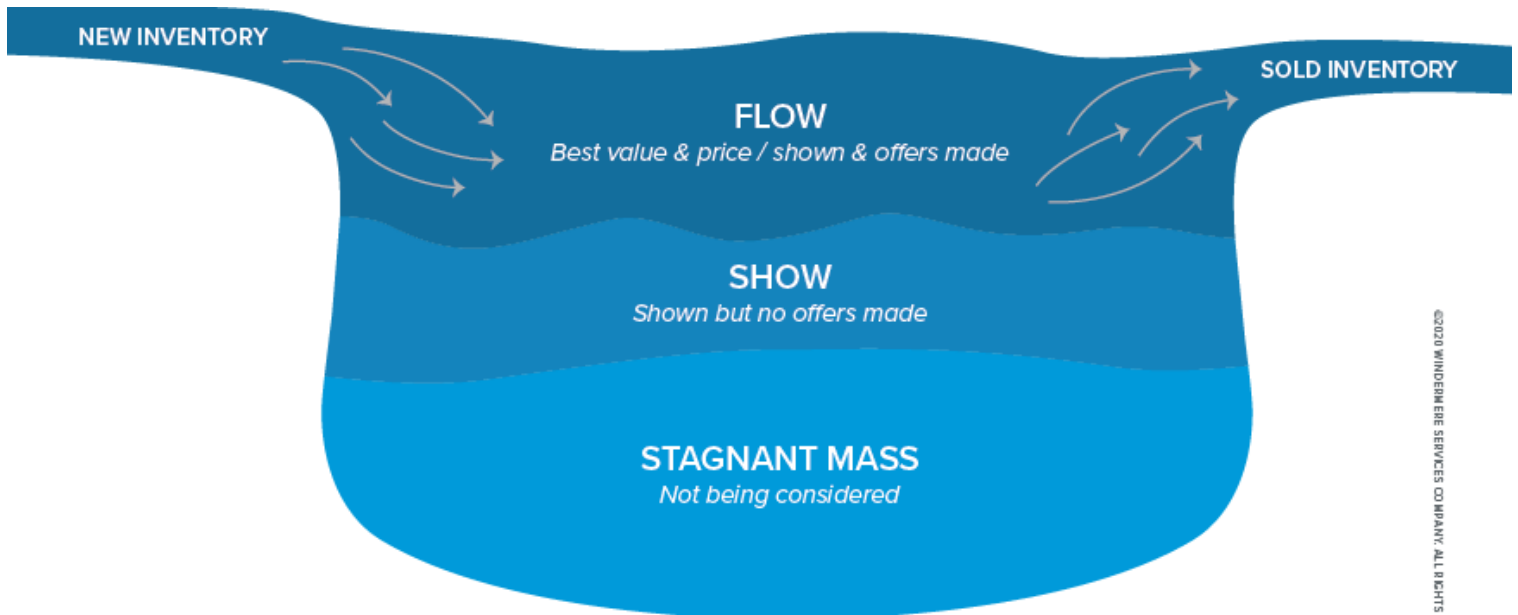 NEW INVENTORY
SOLD INVENTORY
FLOW
Best value & price / shown & offers made
SHOW
Shown but no offers made
STAGNANT MASS
Not being considered
©2020 WINDERMERE SERVICES COMPANY. ALL RIGHTS